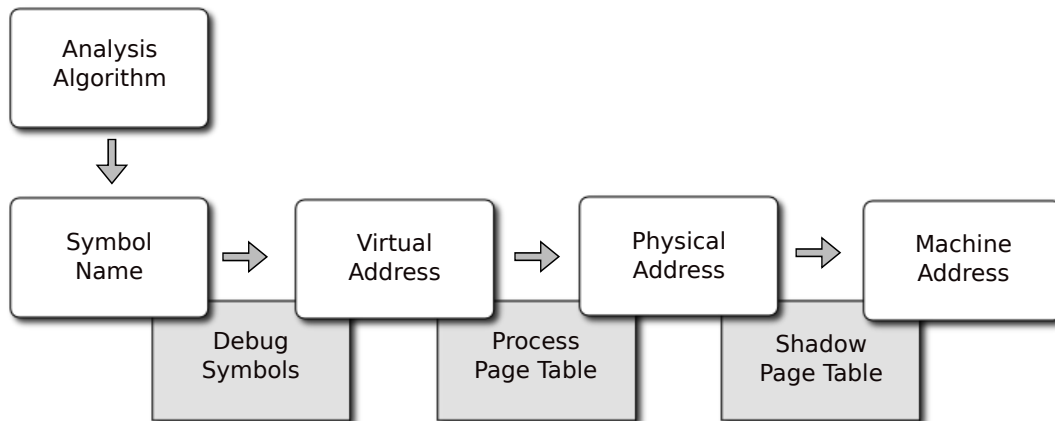 Analysis
Algorithm
Symbol
Name
Virtual
Address
Physical
Address
Machine
Address
Debug
Symbols
Process
Page Table
Shadow
Page Table